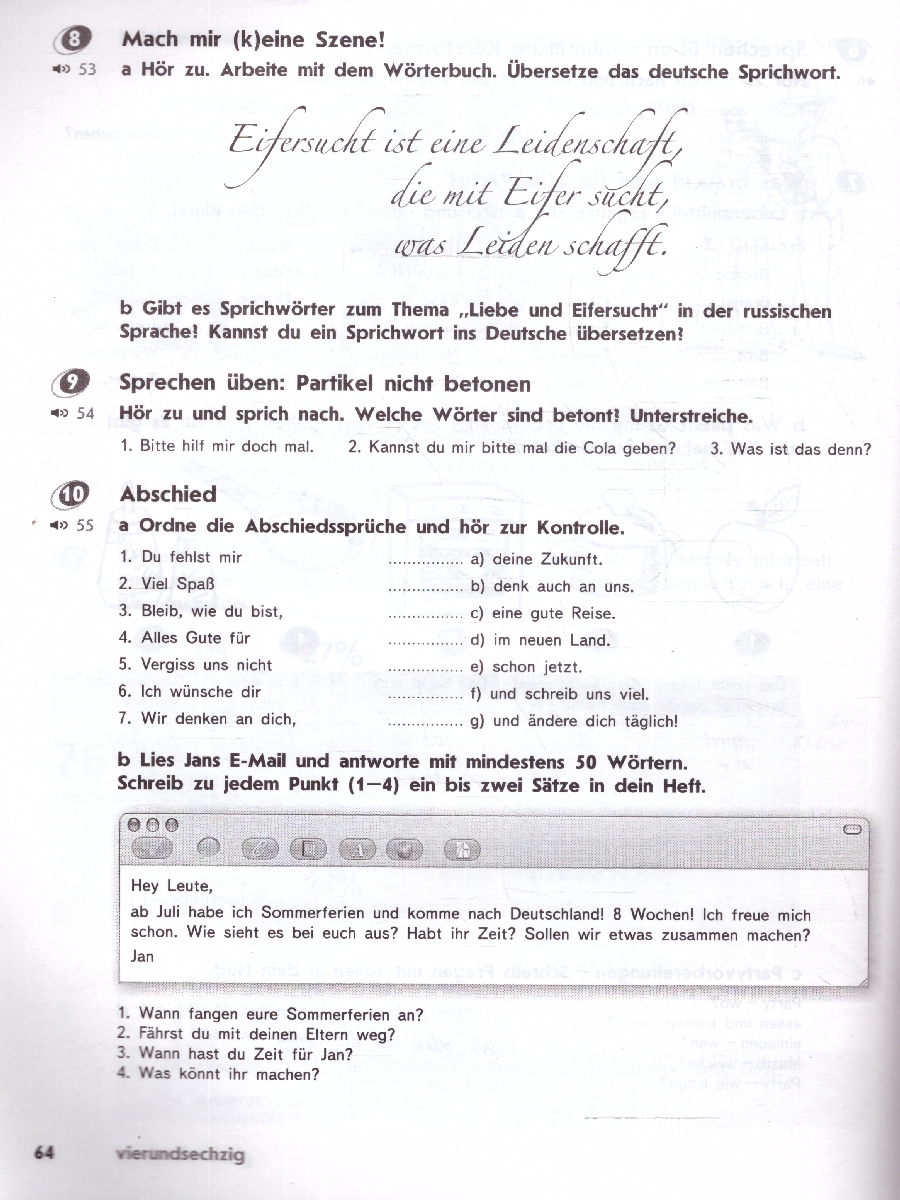 8 Mach mir (k)eine Szene!
53 a Hör zu. Arbeite mit dem Wörterbuch. Übersetze das deutsche Sprichwort.
Eifersucht ist eine Leidenschaft,
die mit Eifer sucht,
was Leiden schafft.
b Gibt es Sprichwörter zum Thema „Liebe und Eifersucht“ in der russischen
Sprache? Kannst du ein Sprichwort ins Deutsche übersetzen?
9 Sprechen üben: Partikel nicht betonen
54 Hör zu und sprich nach. Welche Wörter sind betont? Unterstreiche.
1. Bitte hilf mir doch mal. 2. Kannst du mir bitte mal die Cola geben? 3. Was ist das denn?
10 Abschied
55 a Ordne die Abschiedssprüche und hör zur Kontrolle.
1. Du fehlst mir ............... a) deine Zukunft.
2. Viel Spaß ............... b) denk auch an uns.
3. Bleib, wie du bist, ............... c) eine gute Reise.
4. Alles Gute für ............... d) im neuen Land.
5. Vergiss uns nicht ............... e) schon jetzt.
6. Ich wünsche dir ............... f) und schreib uns viel.
7. Wir denken an dich, ............... g) und ändere dich täglich!
b Lies Jans E-Mail und antworte mit mindestens 50 Wörtern.
Schreib zu jedem Punkt (1—4) ein bis zwei Sätze in dein Heft.
Hey Leute,
ab Juli habe ich Sommerferien und komme nach Deutschland! 8 Wochen! Ich freue mich
schon. Wie sieht es bei euch aus? Habt ihr Zeit? Sollen wir etwas zusammen machen?
Jan
1. Wann fangen eure Sommerferien an?
2. Fährst du mit deinen Eltern weg?
3. Wann hast du Zeit für Jan?
4. Was könnt ihr machen?
64 vierundsechzig